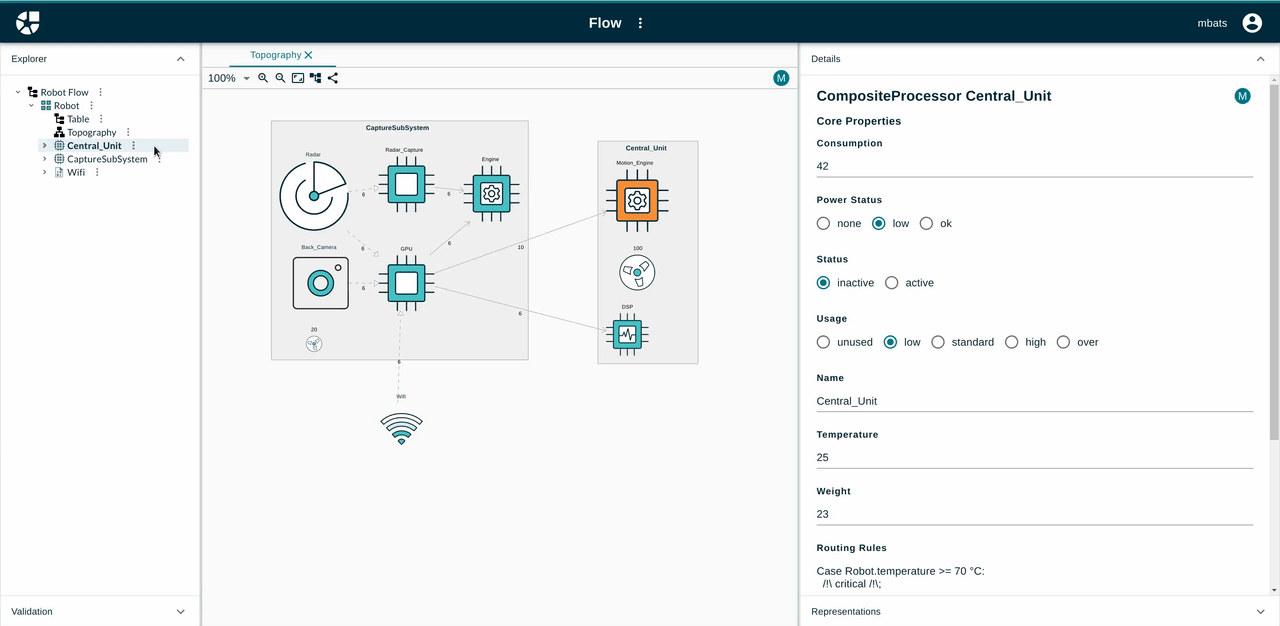 Flow
mbats
Explorer
Robot Flow
Robot
Table
Topography
Central_Unit
CaptureSubSystem
Wifi
Validation
Topography
100%
M
CaptureSubSystem
Radar
Radar_Capture
Engine
6
6
Back_Camera
6
GPU
6
6
20
10
6
6
Wifi
Central_Unit
Motion_Engine
100
DSP
Details
CompositeProcessor Central_Unit
M
Core Properties
Consumption
42
Power Status
none low ok
Status
inactive active
Usage
unused low standard high over
Name
Central_Unit
Temperature
25
Weight
23
Routing Rules
Case Robot.temperature >= 70 °C:
/!\ critical /!\;
Representations